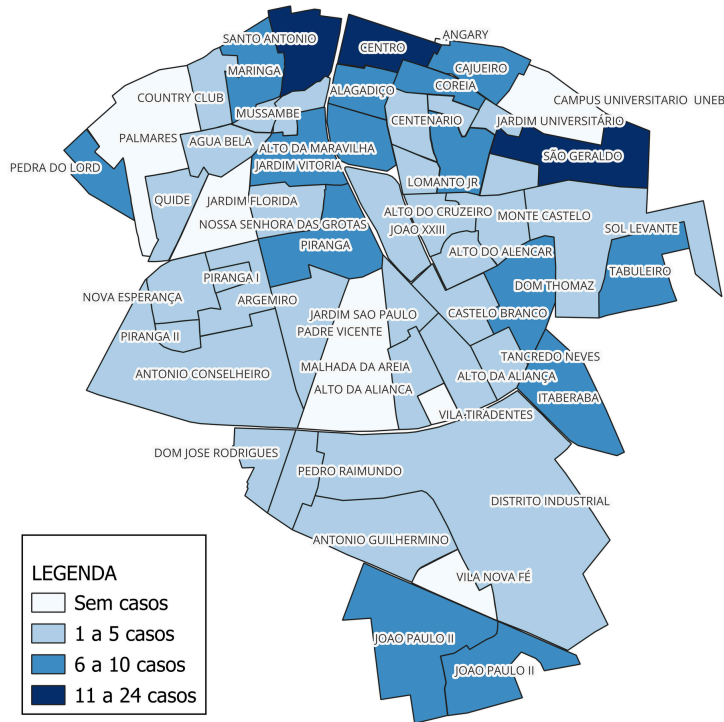 SANTO ANTONIO
CENTRO
ANGARY
MARINGA
CAJUEIRO
COUNTRY CLUB
ALAGADIÇO
COREIA
CAMPUS UNIVERSITARIO UNEB
MUSSAMBE
CENTENARIO
JARDIM UNIVERSITÁRIO
PALMARES
AGUA BELA
ALTO DA MARAVILHA
SÃO GERALDO
PEDRA DO LORD
JARDIM VITORIA
LOMANTO JR
QUIDE
JARDIM FLORIDA
ALTO DO CRUZEIRO
MONTE CASTELO
NOSSA SENHORA DAS GROTAS
JOAO XXIII
SOL LEVANTE
PIRANGA
ALTO DO ALENCAR
TABULEIRO
PIRANGA I
DOM THOMAZ
NOVA ESPERANÇA
ARGEMIRO
JARDIM SAO PAULO
CASTELO BRANCO
PIRANGA II
PADRE VICENTE
TANCREDO NEVES
ANTONIO CONSELHEIRO
MALHADA DA AREIA
ALTO DA ALIANÇA
ALTO DA ALIANCA
ITABERABA
VILA TIRADENTES
DOM JOSE RODRIGUES
PEDRO RAIMUNDO
DISTRITO INDUSTRIAL
ANTONIO GUILHERMINO
VILA NOVA FÉ
JOAO PAULO II
JOAO PAULO II
LEGENDA
Sem casos
1 a 5 casos
6 a 10 casos
11 a 24 casos